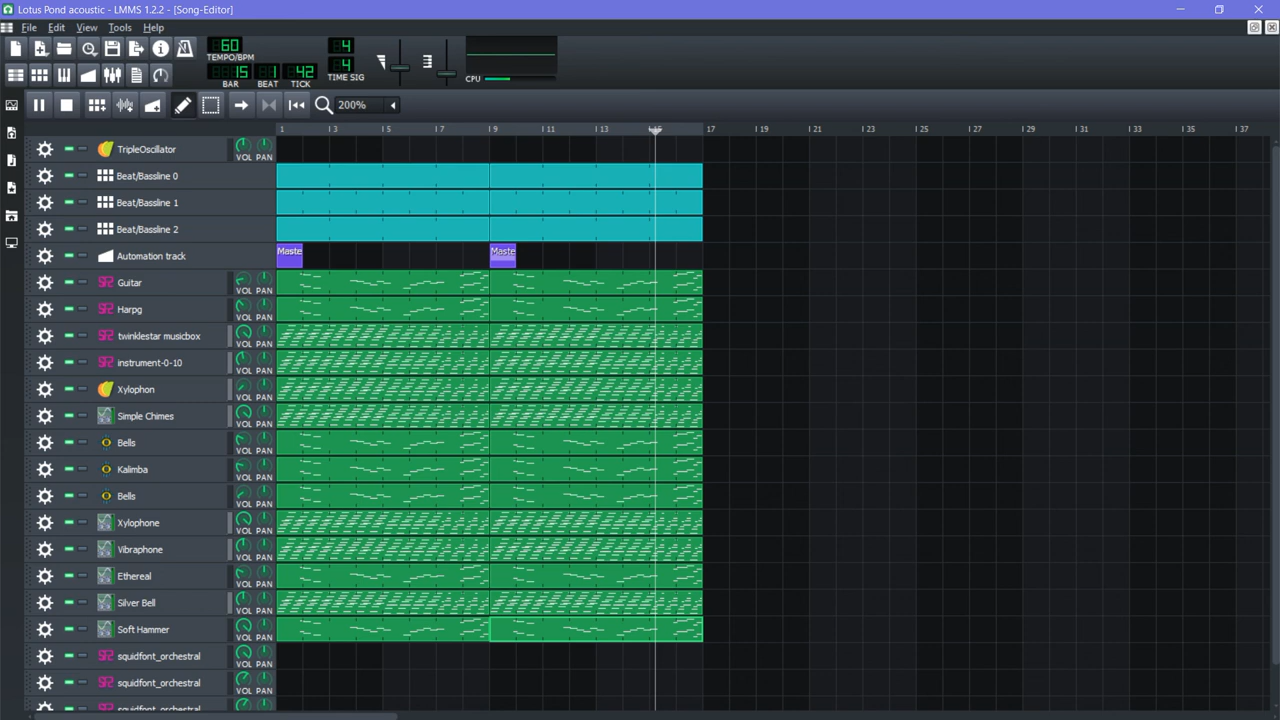 Lotus Pond acoustic - LMMS 1.2.2 - [Song-Editor]
File Edit View Tools Help
60
TEMPO/BPM
15 1 42
BAR BEAT TICK
4
4
TIME SIG
CPU
200%
1 3 5 7 9 11 13 15 17 19 21 23 25 27 29 31 33 35 37
TripleOscillator VOL PAN
Beat/Bassline 0
Beat/Bassline 1
Beat/Bassline 2
Automation track Maste Maste
Guitar VOL PAN
Harpg VOL PAN
twinklestar musicbox VOL PAN
instrument-0-10 VOL PAN
Xylophon VOL PAN
Simple Chimes VOL PAN
Bells VOL PAN
Kalimba VOL PAN
Bells VOL PAN
Xylophone VOL PAN
Vibraphone VOL PAN
Ethereal VOL PAN
Silver Bell VOL PAN
Soft Hammer VOL PAN
squidfont_orchestral VOL PAN
squidfont_orchestral VOL PAN
squidfont_orchestral